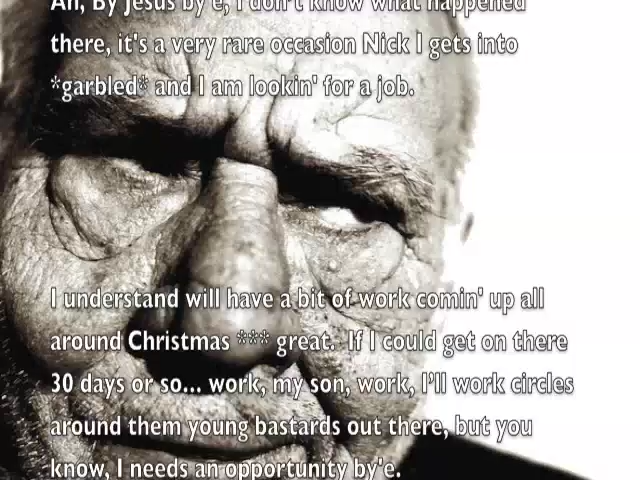 Ah, By Jesus by'e, I don't know what happened
there, it's a very rare occasion Nick I gets into
*garbled* and I am lookin' for a job.
I understand will have a bit of work comin' up all
around Christmas *** great. If I could get on there
30 days or so... work, my son, work, I'll work circles
around them young bastards out there, but you
know, I needs an opportunity by'e.